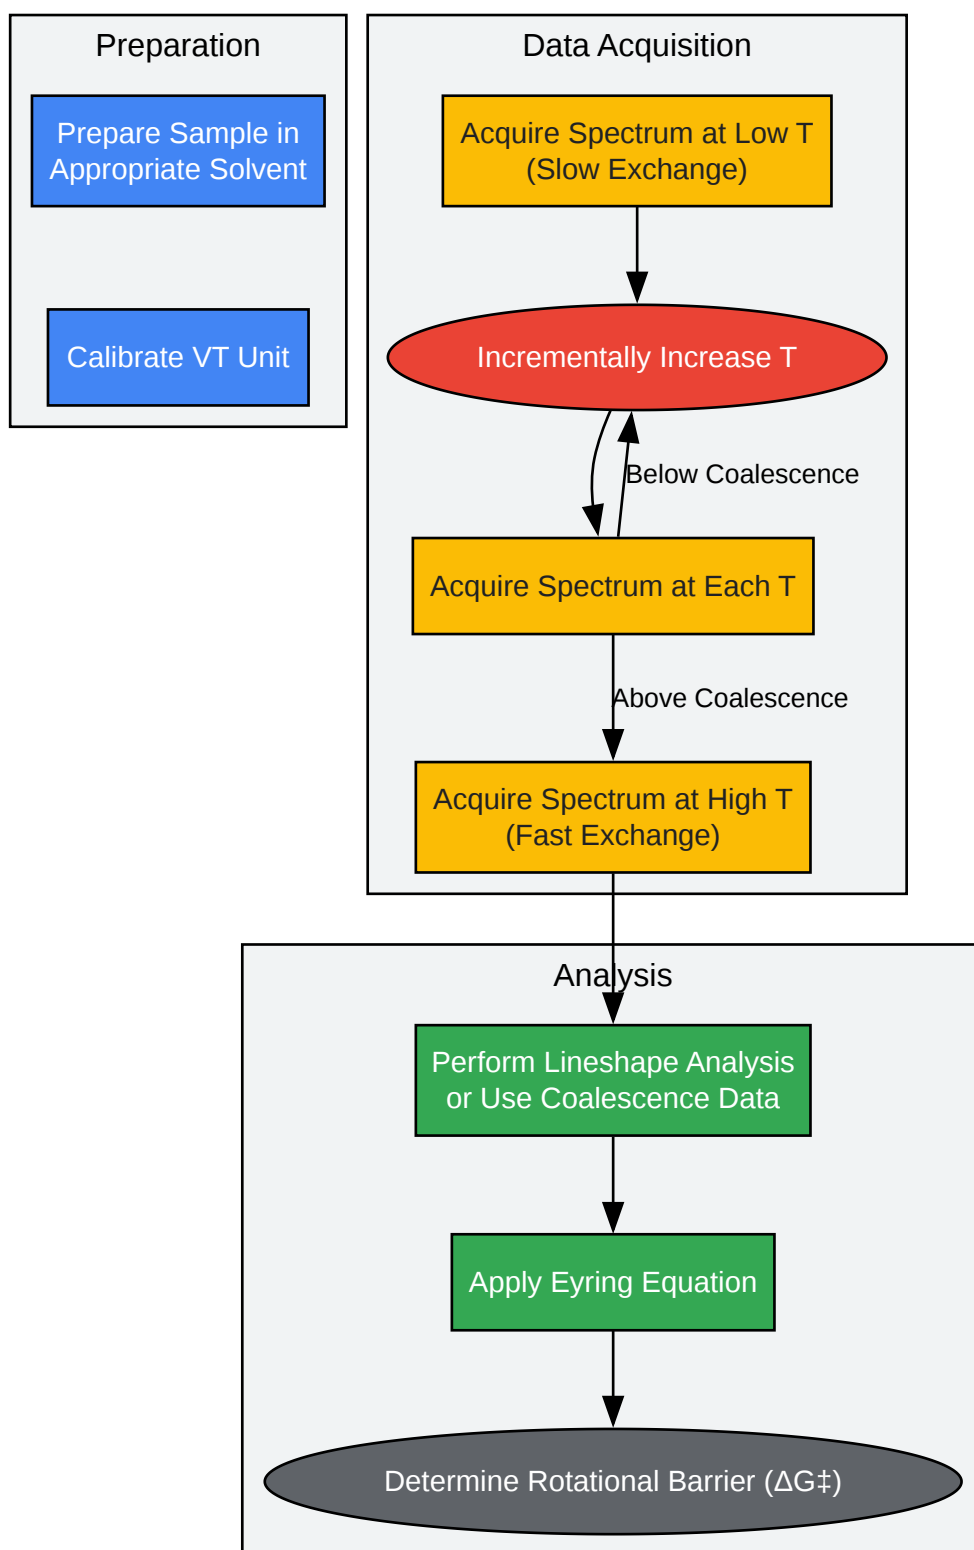 Preparation
Prepare Sample in
Appropriate Solvent
Calibrate VT Unit
Data Acquisition
Acquire Spectrum at Low T
(Slow Exchange)
Incrementally Increase T
Below Coalescence
Acquire Spectrum at Each T
Above Coalescence
Acquire Spectrum at High T
(Fast Exchange)
Analysis
Perform Lineshape Analysis
or Use Coalescence Data
Apply Eyring Equation
Determine Rotational Barrier (ΔG‡)